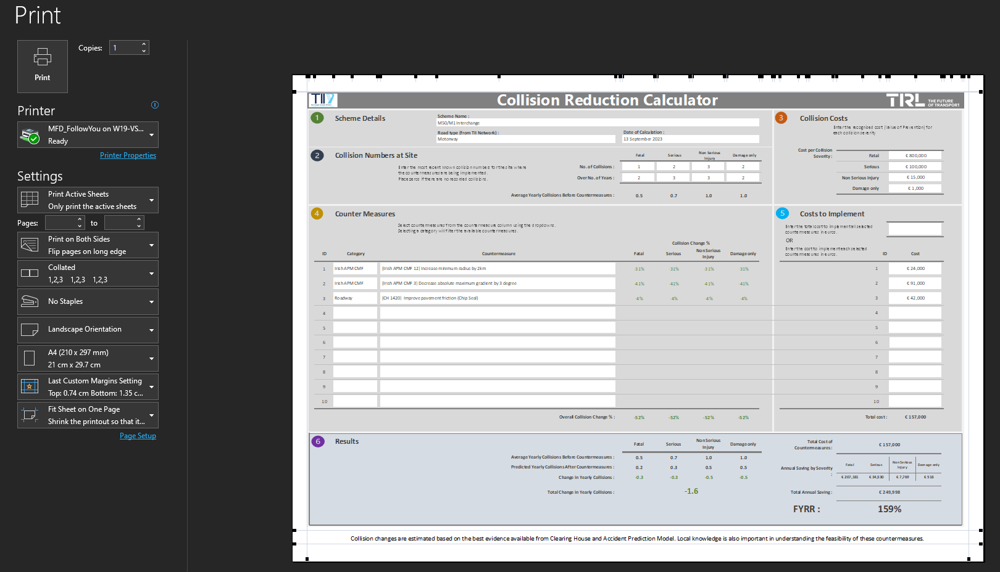 Print
Print
Copies: 1
Printer
MFD_FollowYou on W19-VS...
Ready
Printer Properties
Settings
Print Active Sheets
Only print the active sheets
Pages: to
Print on Both Sides
Flip pages on long edge
Collated
1,2,3 1,2,3 1,2,3
No Staples
Landscape Orientation
A4 (210 x 297 mm)
21 cm x 29.7 cm
Last Custom Margins Setting
Top: 0.74 cm Bottom: 1.35 c...
Fit Sheet on One Page
Shrink the printout so that it...
Page Setup
TII
Collision Reduction Calculator
TRL THE FUTURE
OF TRANSPORT
1 Scheme Details
Scheme Name :
M50/M1 Interchange
Road type (from TII Network) :
Motorway
Date of Calculation :
13 September 2023
2 Collision Numbers at Site
Enter the most recent known collision numbers for the site where
the countermeasures are being implemented.
Place zeros if there are no recorded collisions.
Fatal Serious Non Serious Injury Damage only
No. of Collisions : 1 2 3 2
Over No. of Years : 2 3 3 2
Average Yearly Collisions Before Countermeasures : 0.5 0.7 1.0 1.0
3 Collision Costs
Enter the recognised cost (Value of Prevention) for
each collision severity
Cost per Collision
Severity :
Fatal € 800,000
Serious € 100,000
Non Serious Injury € 15,000
Damage only € 1,000
4 Counter Measures
Select countermeasures from the countermeasure column using the dropdowns.
Selecting a category will filter the available countermeasures.
Collision Change %
ID Category Countermeasure Fatal Serious Non Serious Injury Damage only
1 Irish APM CMF (Irish APM CMF 12) Increase minimum radius by 2km -31% -31% -31% -31%
2 Irish APM CMF (Irish APM CMF 3) Decrease absolute maximum gradient by 3 degree -41% -41% -41% -41%
3 Roadway (CH 1420) Improve pavement friction (Chip Seal) -4% -4% -4% -4%
4
5
6
7
8
9
10
Overall Collision Change % : -52% -52% -52% -52%
5 Costs to Implement
Enter the total cost to implement all selected
countermeasures in euros.
OR
Enter the cost to implement each selected
countermeasures in euros.
ID Cost
1 € 24,000
2 € 91,000
3 € 42,000
4
5
6
7
8
9
10
Total cost : € 157,000
6 Results
Fatal Serious Non Serious Injury Damage only
Average Yearly Collisions Before Countermeasures : 0.5 0.7 1.0 1.0
Predicted Yearly Collisions After Countermeasures : 0.2 0.3 0.5 0.5
Change in Yearly Collisions : -0.3 -0.3 -0.5 -0.5
Total Change in Yearly Collisions : -1.6
Total Cost of
Countermeasures : € 157,000
Annual Saving by Severity
:
Fatal Serious Non Serious Injury Damage only
€ 207,181 € 34,530 € 7,769 € 518
Total Annual Saving : € 249,998
FYRR : 159%
Collision changes are estimated based on the best evidence available from Clearing House and Accident Prediction Model. Local knowledge is also important in understanding the feasibility of these countermeasures.